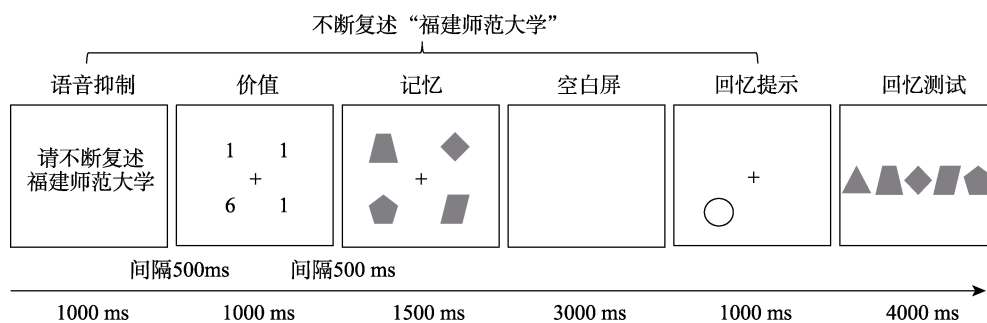 不断复述“福建师范大学”
语音抑制
价值
记忆
空白屏
回忆提示
回忆测试
请不断复述
福建师范大学
1 1
+
6 1
+
+
间隔500ms
间隔500 ms
1000 ms
1000 ms
1500 ms
3000 ms
1000 ms
4000 ms